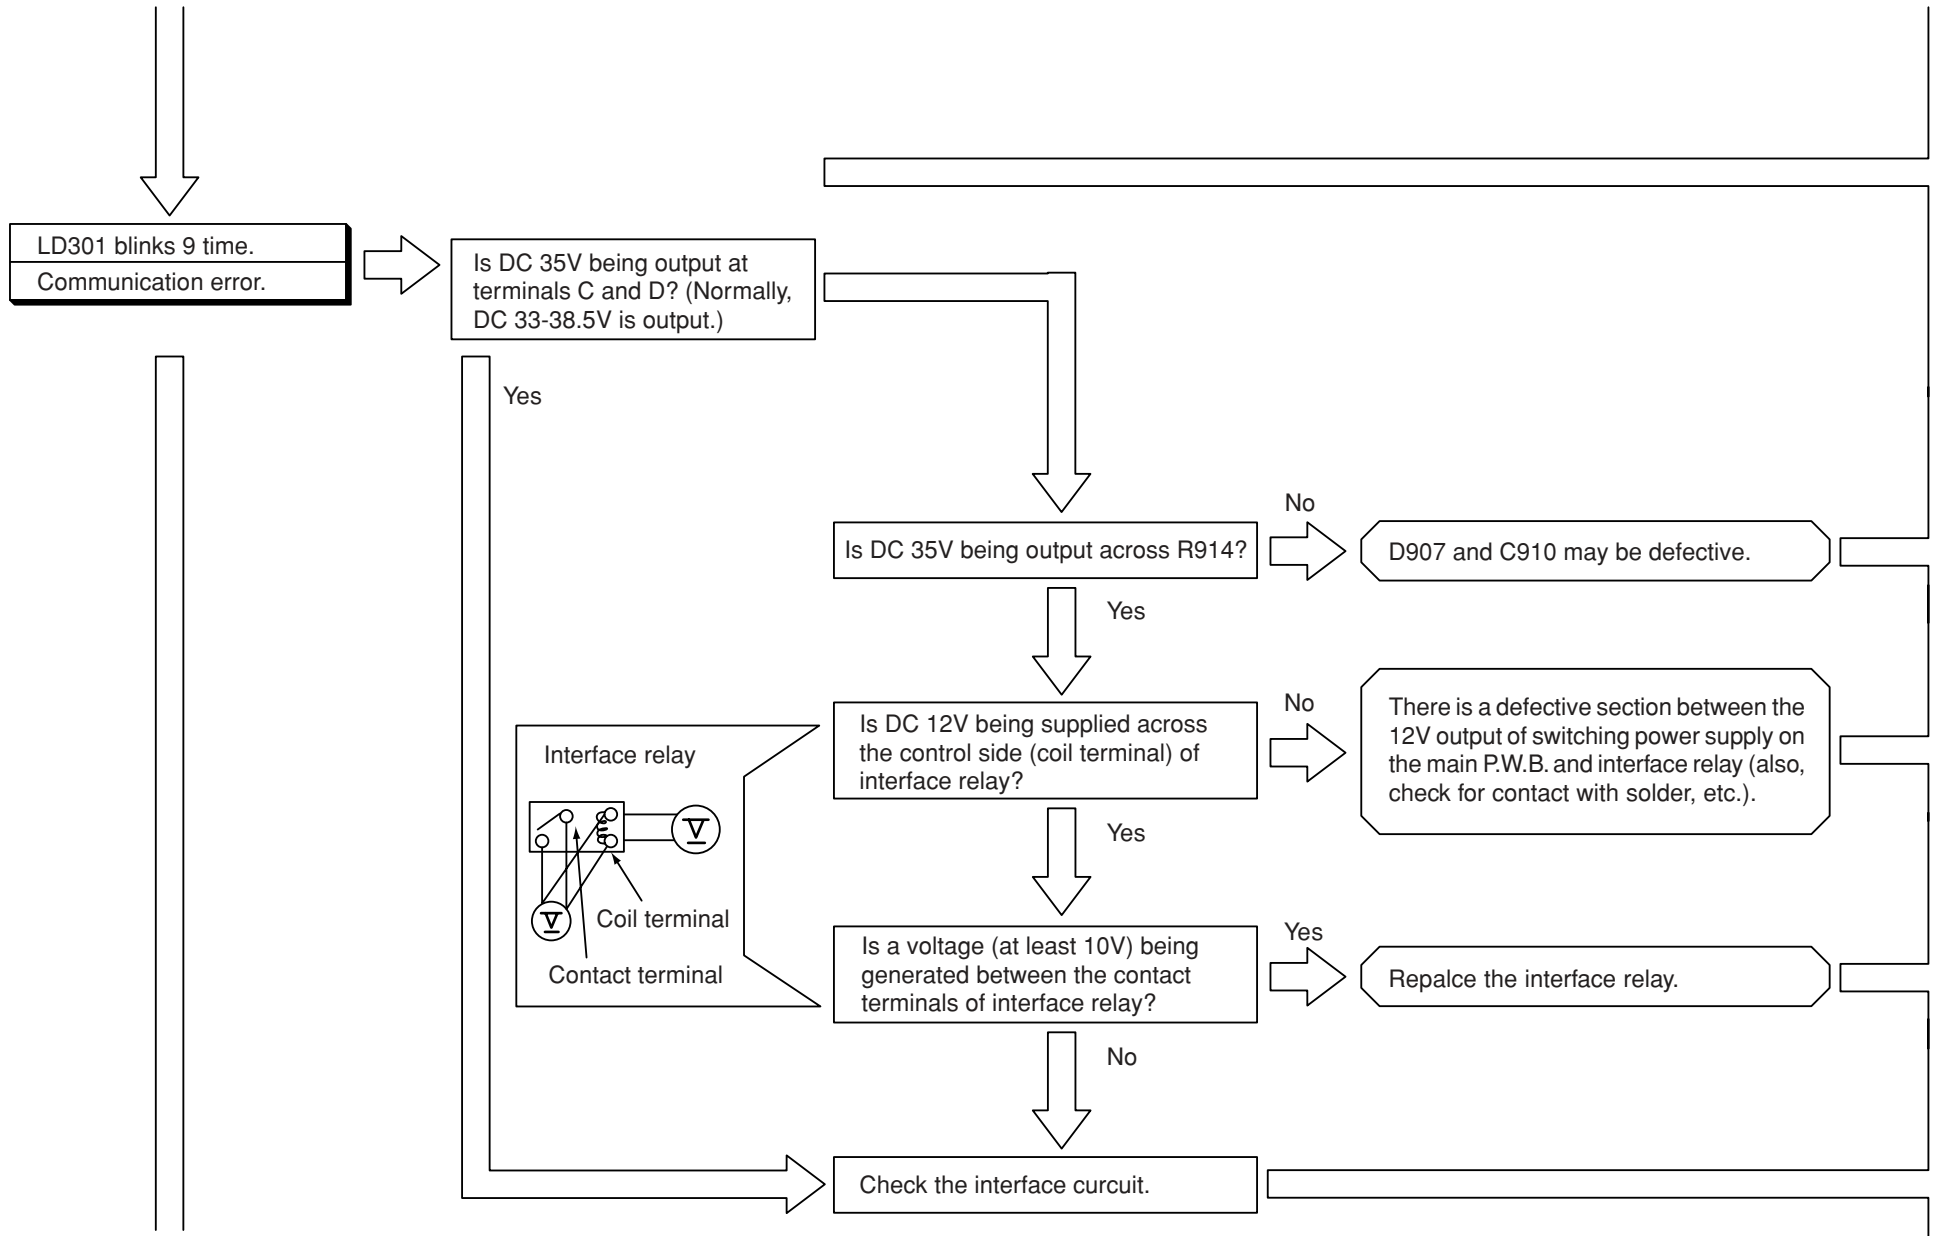 LD301 blinks 9 time.
Communication error.
Is DC 35V being output at
terminals C and D? (Normally,
DC 33-38.5V is output.)
Yes
Is DC 35V being output across R914?
No
D907 and C910 may be defective.
Yes
Is DC 12V being supplied across
the control side (coil terminal) of
interface relay?
No
There is a defective section between the
12V output of switching power supply on
the main P.W.B. and interface relay (also,
check for contact with solder, etc.).
Interface relay
V
V
Coil terminal
Contact terminal
Yes
Is a voltage (at least 10V) being
generated between the contact
terminals of interface relay?
Yes
Repalce the interface relay.
No
Check the interface curcuit.